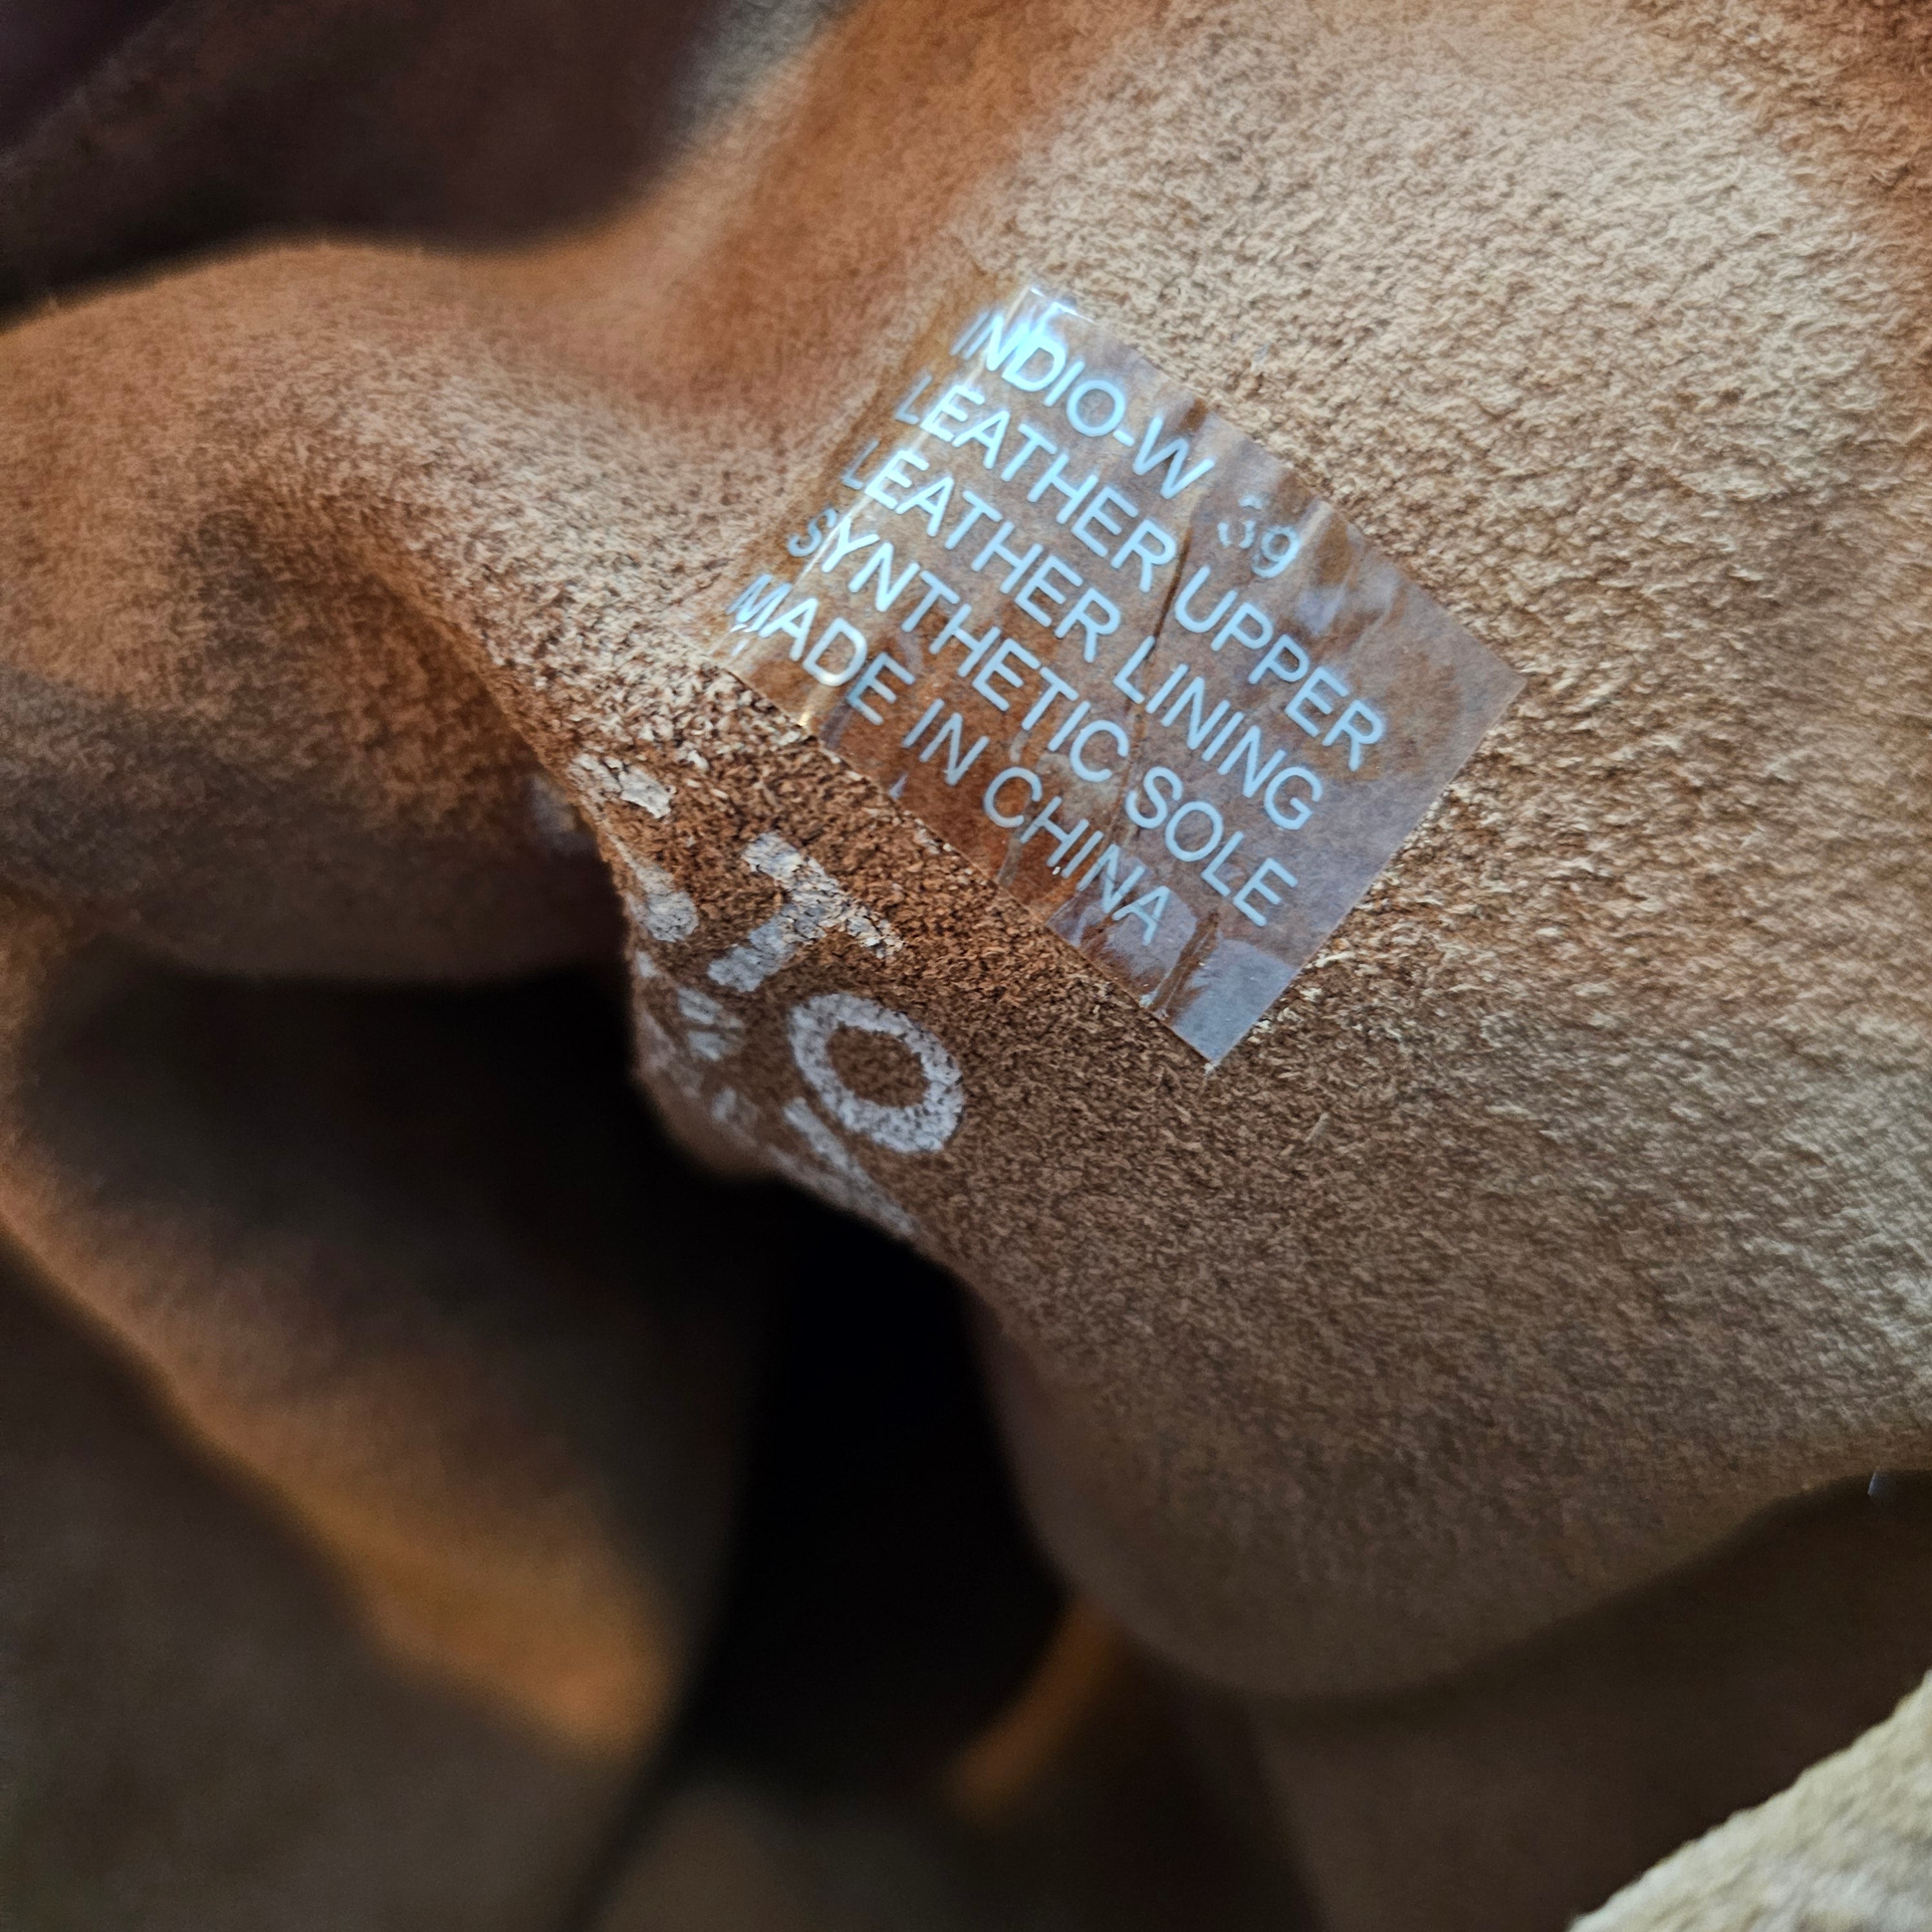 INDIO-W 39
LEATHER UPPER
LEATHER LINING
SYNTHETIC SOLE
MADE IN CHINA